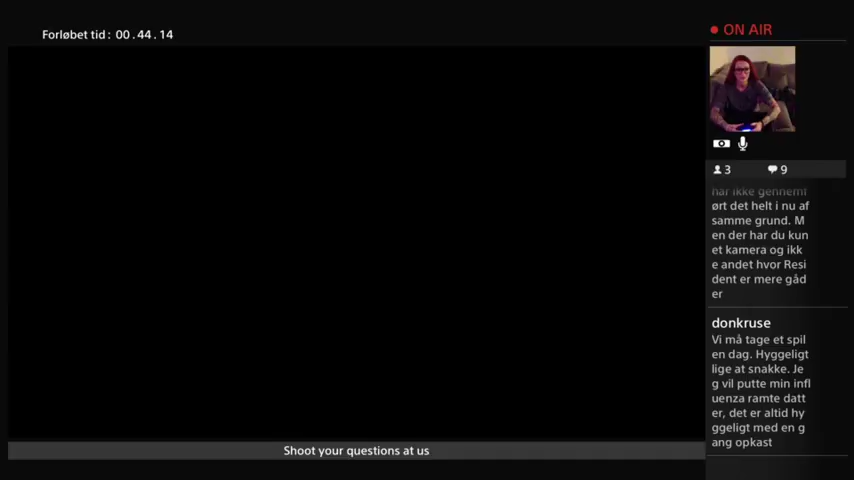 Forløbet tid: 00.44.14
ON AIR
3
9
har ikke gennemf
ørt det helt i nu af
samme grund. M
en der har du kun
et kamera og ikk
e andet hvor Resi
dent er mere gåd
er
donkruse
Vi må tage et spil
en dag. Hyggeligt
lige at snakke. Je
g vil putte min infl
uenza ramte datt
er, det er altid hy
ggeligt med en g
ang opkast
Shoot your questions at us